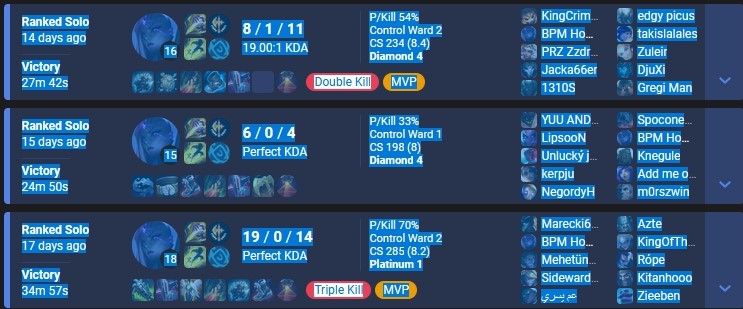 Ranked Solo
14 days ago
Victory
27m 42s
16
8 / 1 / 11
19.00:1 KDA
P/Kill 54%
Control Ward 2
CS 234 (8.4)
Diamond 4
Double Kill
MVP
KingCrim...
BPM Ho...
PRZ Zzdr...
Jacka66er
1310S
edgy picus
takislalales
Zuleir
DjuXi
Gregi Man
Ranked Solo
15 days ago
Victory
24m 50s
15
6 / 0 / 4
Perfect KDA
P/Kill 33%
Control Ward 1
CS 198 (8)
Diamond 4
YUU AND...
LipsooN
Unlucký j...
kerpju
NegordyH
Spocone...
BPM Ho...
Knegule
Add me o...
m0rszwin
Ranked Solo
17 days ago
Victory
34m 57s
18
19 / 0 / 14
Perfect KDA
P/Kill 70%
Control Ward 2
CS 285 (8.2)
Platinum 1
Triple Kill
MVP
Marecki6...
BPM Ho...
Mehetün...
Sideward...
Azte
KingOfTh...
Rópe
Kitanhooo
Zieeben